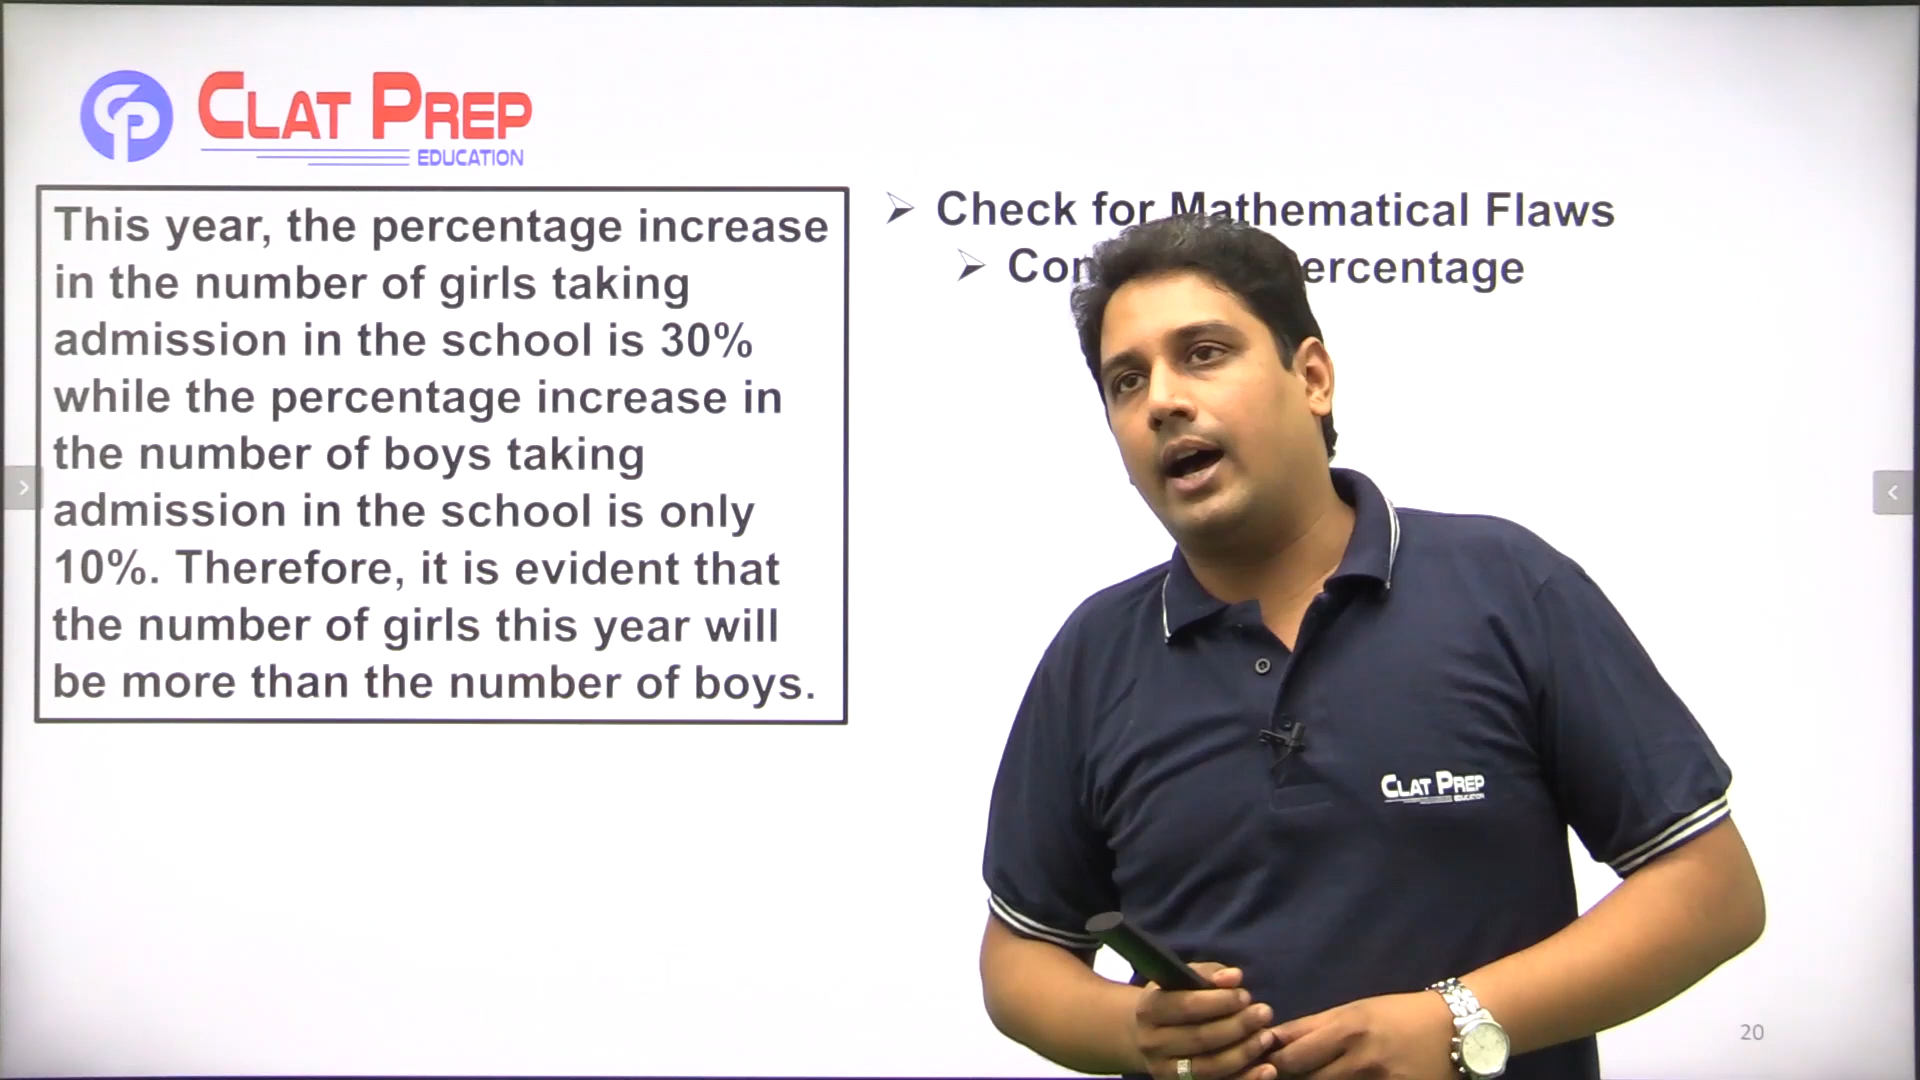 CLAT PREP
EDUCATION
This year, the percentage increase
in the number of girls taking
admission in the school is 30%
while the percentage increase in
the number of boys taking
admission in the school is only
10%. Therefore, it is evident that
the number of girls this year will
be more than the number of boys.
Check for Mathematical Flaws
CLAT PREP
EDUCATION
20